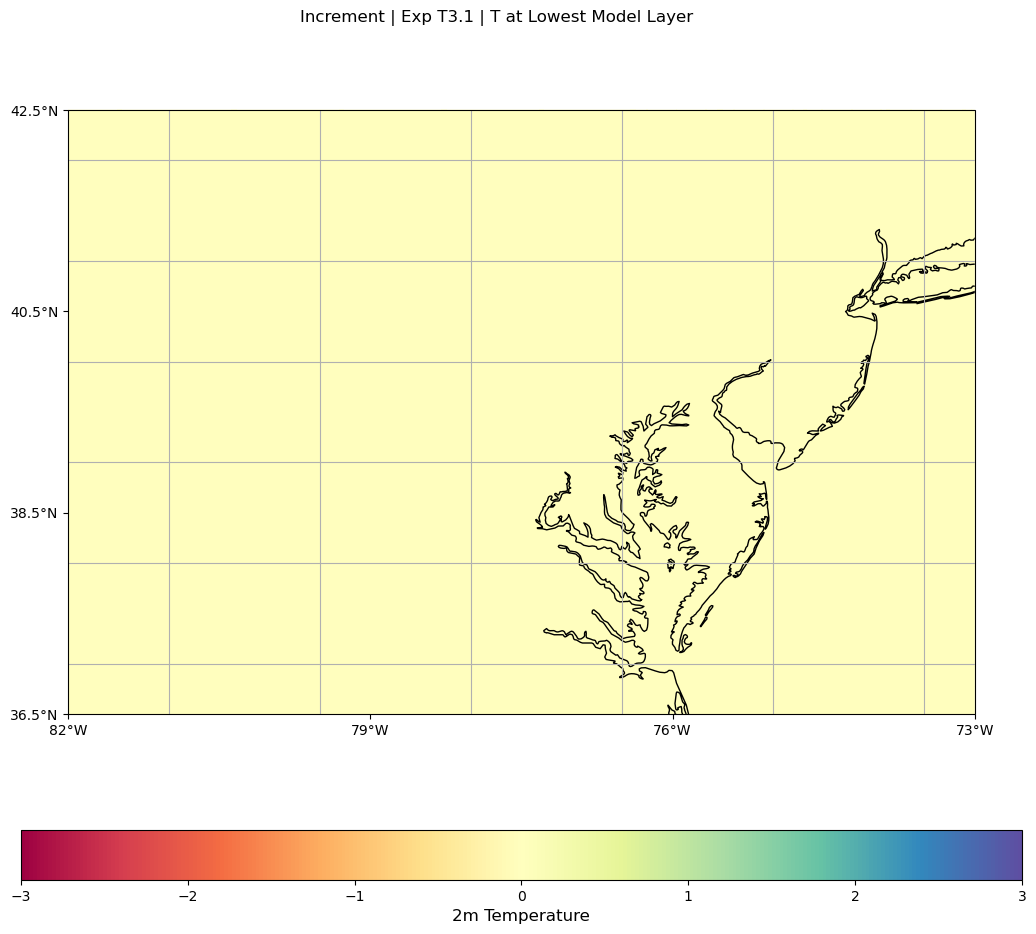 Increment | Exp T3.1 | T at Lowest Model Layer
42.5°N
40.5°N
38.5°N
36.5°N
82°W 79°W 76°W 73°W
−3 −2 −1 0 1 2 3
2m Temperature